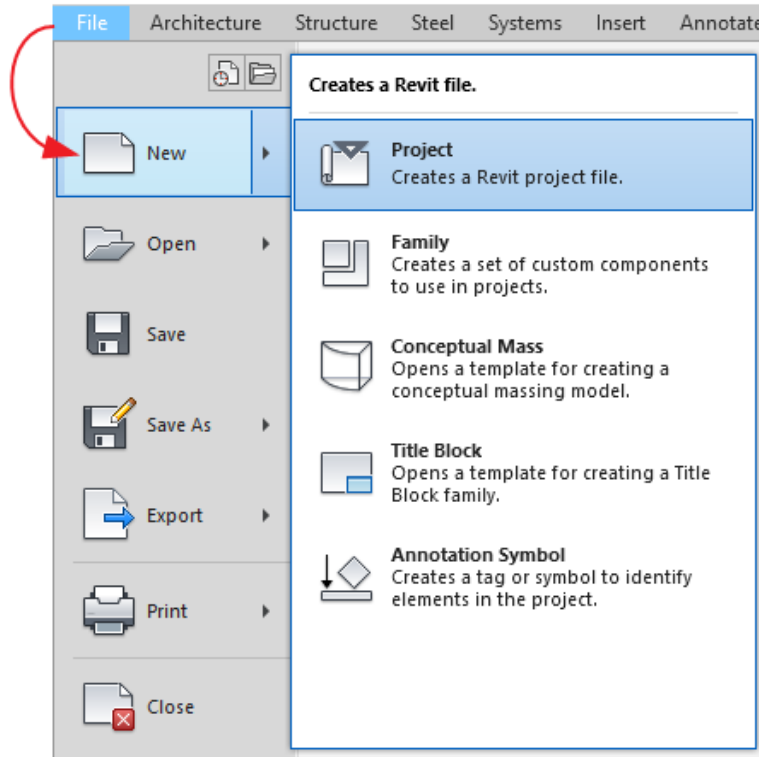 File Architecture Structure Steel Systems Insert Annotate
Creates a Revit file.
New
Project
Creates a Revit project file.
Open
Family
Creates a set of custom components
to use in projects.
Save
Conceptual Mass
Opens a template for creating a
conceptual massing model.
Save As
Title Block
Opens a template for creating a Title
Block family.
Export
Annotation Symbol
Creates a tag or symbol to identify
elements in the project.
Print
Close